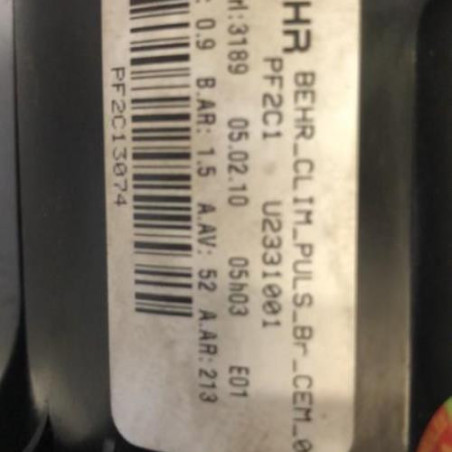 HR BEHR_CLIM_PULS_Br_CEM_0
PF2C1 U2331001
rl:3189 05.02.10 05h03 E01
: 0.9 B.AR: 1.5 A.AV: 52 A.AR: 213
PF2C13074